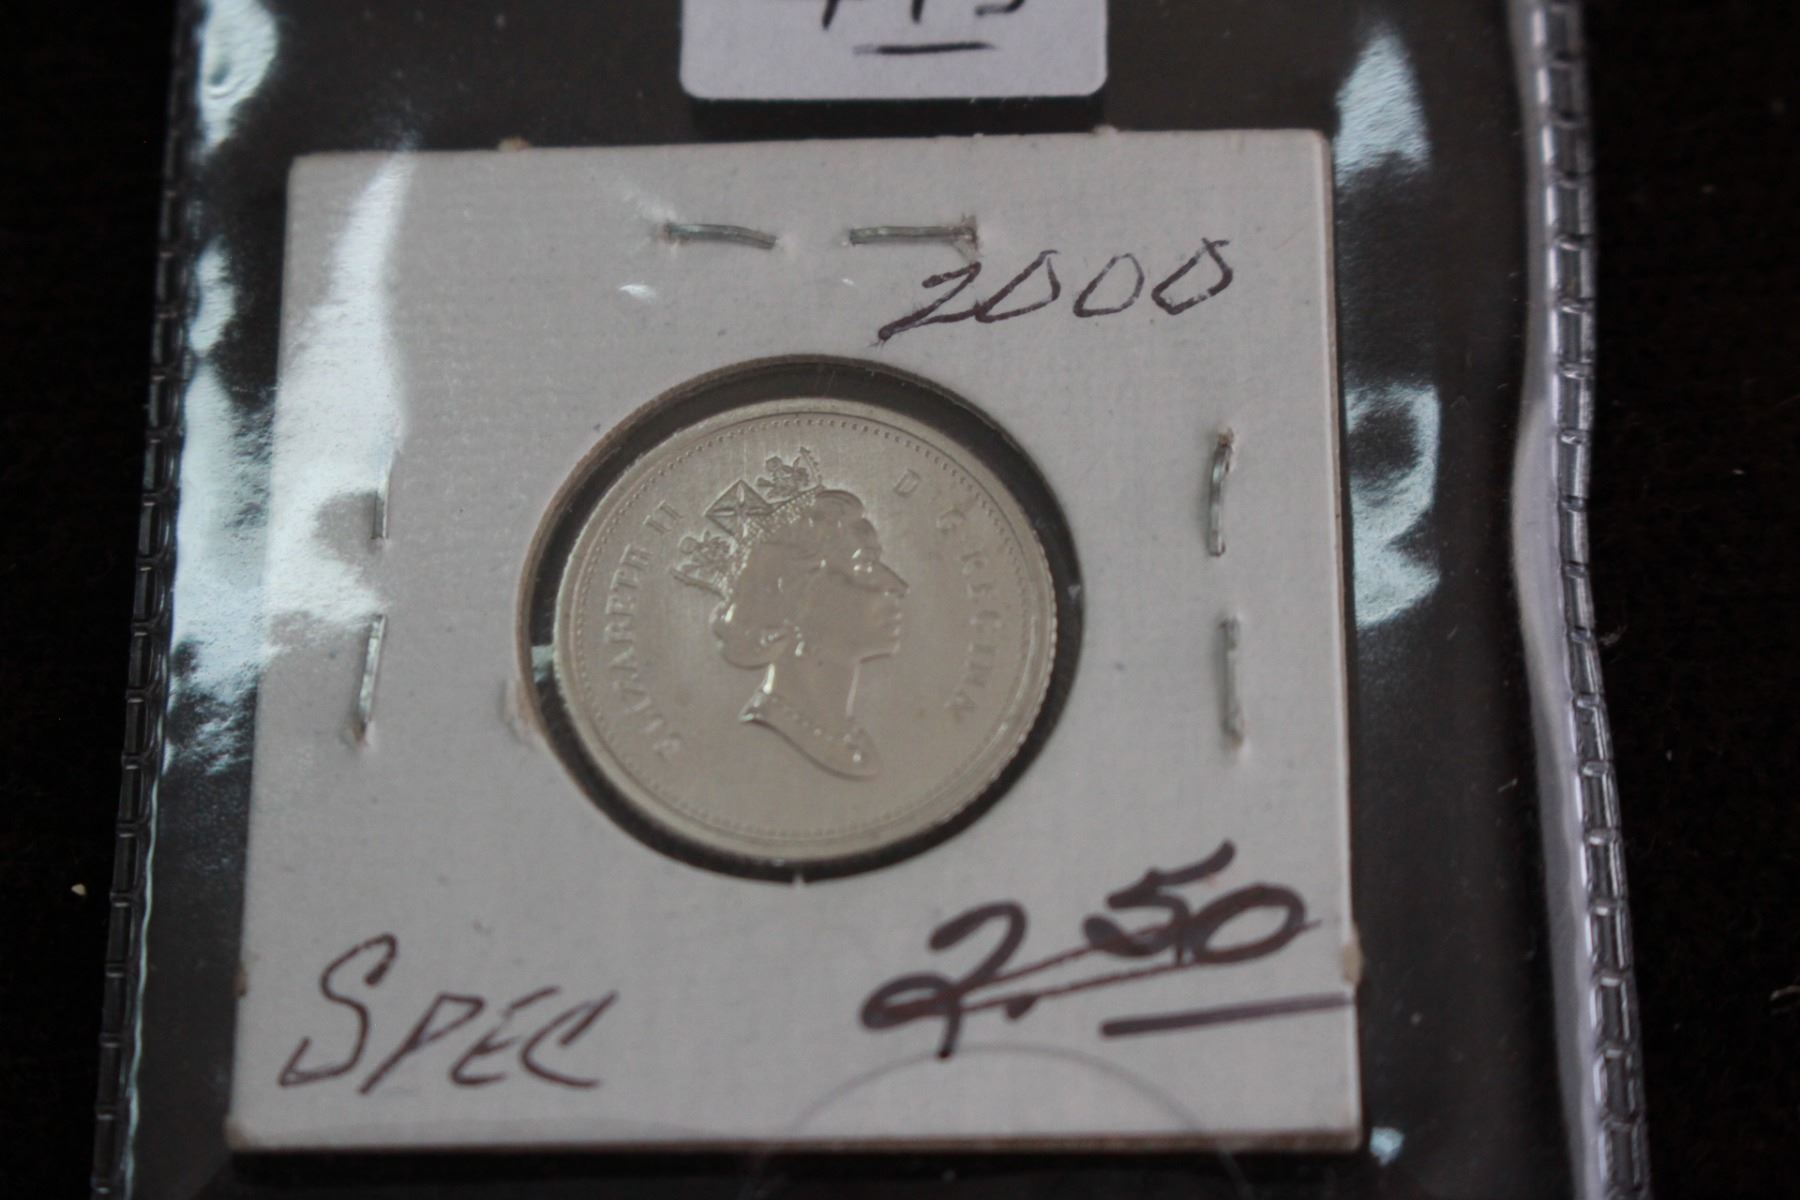 2000
ELIZABETH II D·G·REGINA
SPEC
2.50